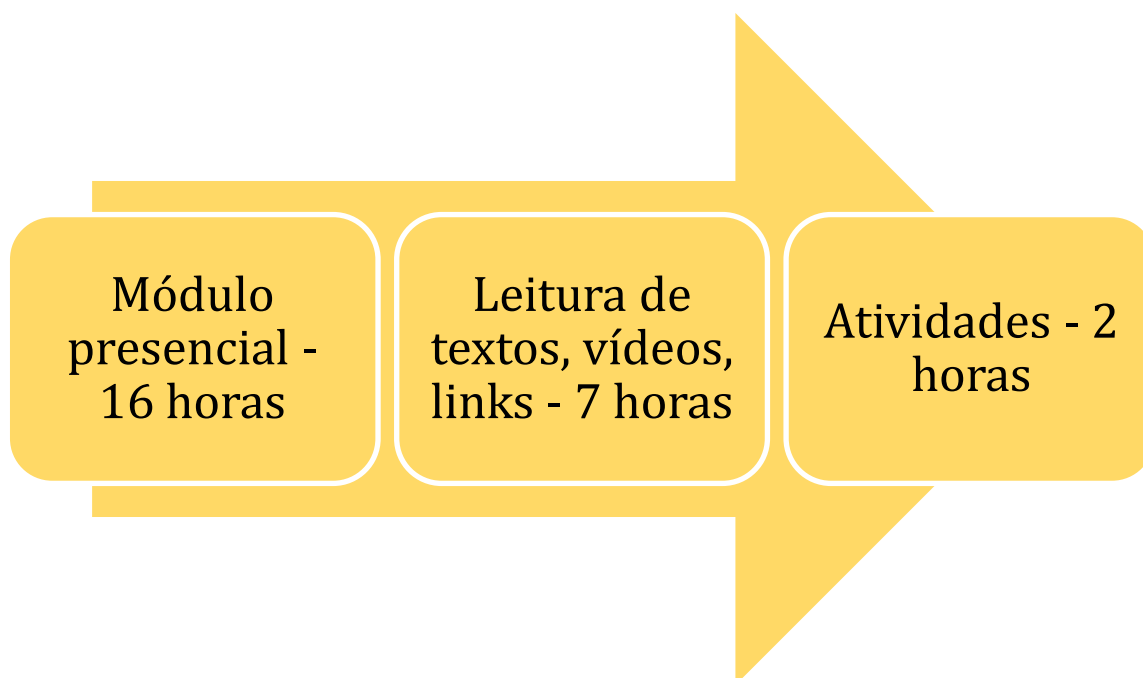 Módulo
presencial -
16 horas
Leitura de
textos, vídeos,
links - 7 horas
Atividades - 2
horas